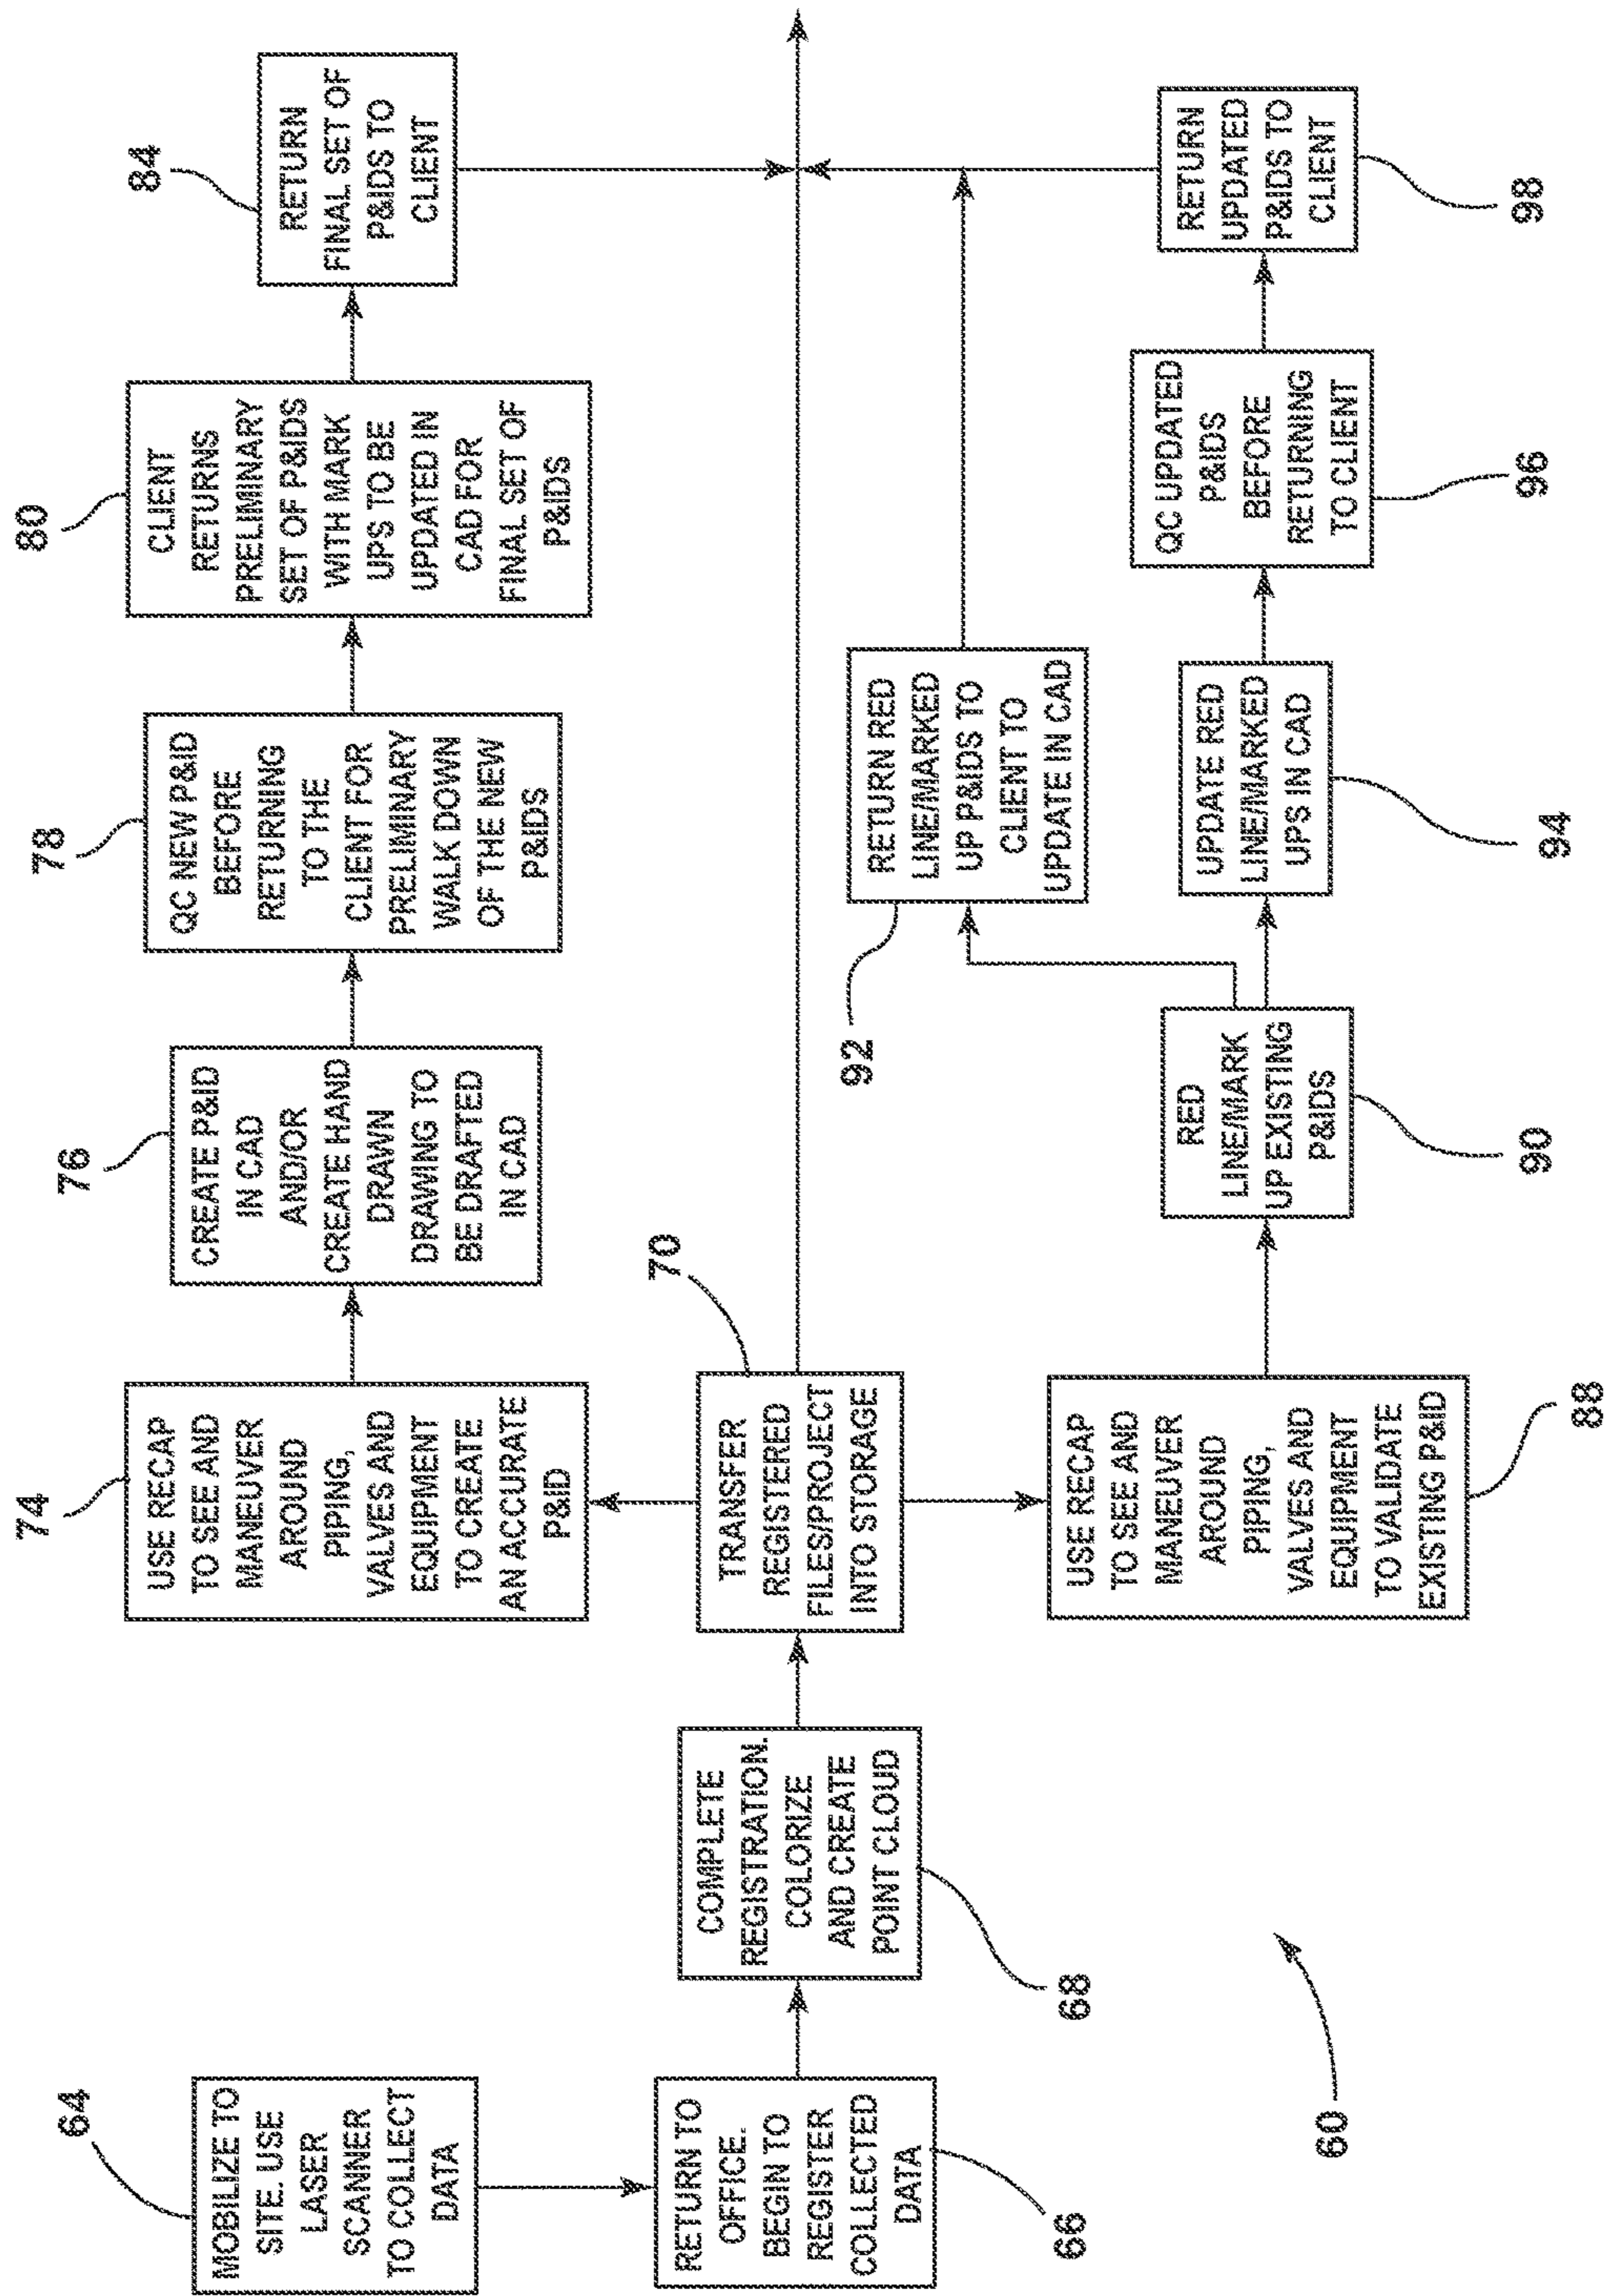 64
MOBILIZE TO
SITE. USE
LASER
SCANNER
TO COLLECT
DATA
RETURN TO
OFFICE.
BEGIN TO
REGISTER
COLLECTED
DATA
66
COMPLETE
REGISTRATION.
COLORIZE
AND CREATE
POINT CLOUD
68
70
TRANSFER
REGISTERED
FILES/PROJECT
INTO STORAGE
74
USE RECAP
TO SEE AND
MANEUVER
AROUND
PIPING,
VALVES AND
EQUIPMENT
TO CREATE
AN ACCURATE
P&ID
76
CREATE P&ID
IN CAD
AND/OR
CREATE HAND
DRAWN
DRAWING TO
BE DRAFTED
IN CAD
78
QC NEW P&ID
BEFORE
RETURNING
TO THE
CLIENT FOR
PRELIMINARY
WALK DOWN
OF THE NEW
P&IDS
80
CLIENT
RETURNS
PRELIMINARY
SET OF P&IDS
WITH MARK
UPS TO BE
UPDATED IN
CAD FOR
FINAL SET OF
P&IDS
84
RETURN
FINAL SET OF
P&IDS TO
CLIENT
USE RECAP
TO SEE AND
MANEUVER
AROUND
PIPING,
VALVES AND
EQUIPMENT
TO VALIDATE
EXISTING P&ID
88
RED
LINE/MARK
UP EXISTING
P&IDS
90
RETURN RED
LINE/MARKED
UP P&IDS TO
CLIENT TO
UPDATE IN CAD
92
UPDATE RED
LINE/MARKED
UPS IN CAD
94
QC UPDATED
P&IDS
BEFORE
RETURNING
TO CLIENT
96
RETURN
UPDATED
P&IDS TO
CLIENT
98
60